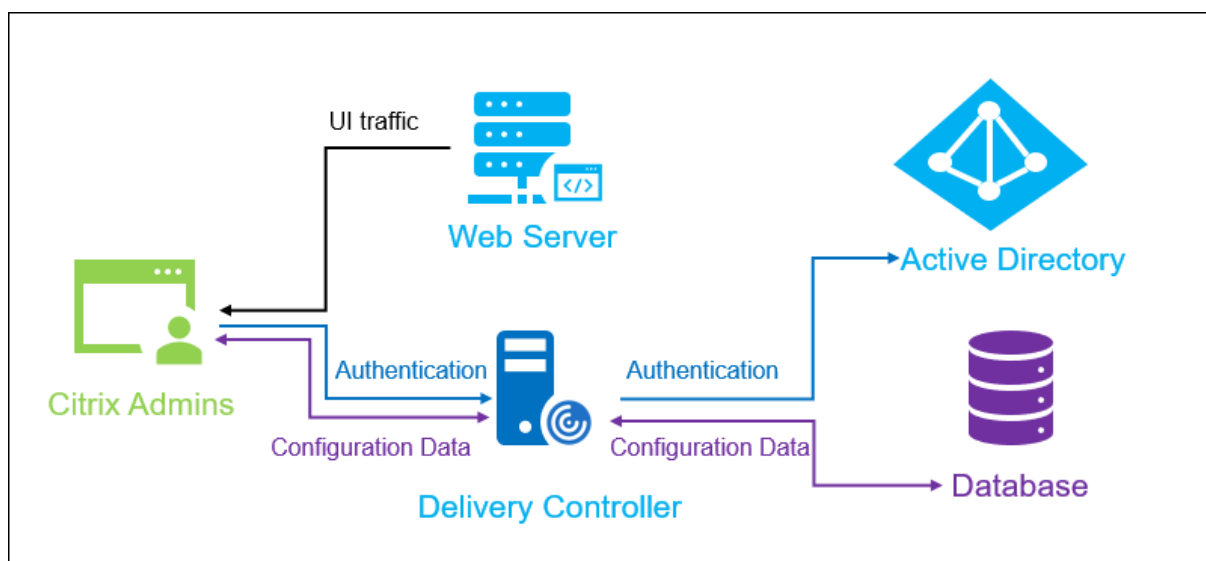 UI traffic
</>
Web Server
Active Directory
Authentication
Authentication
Citrix Admins
Configuration Data
Configuration Data
Database
Delivery Controller